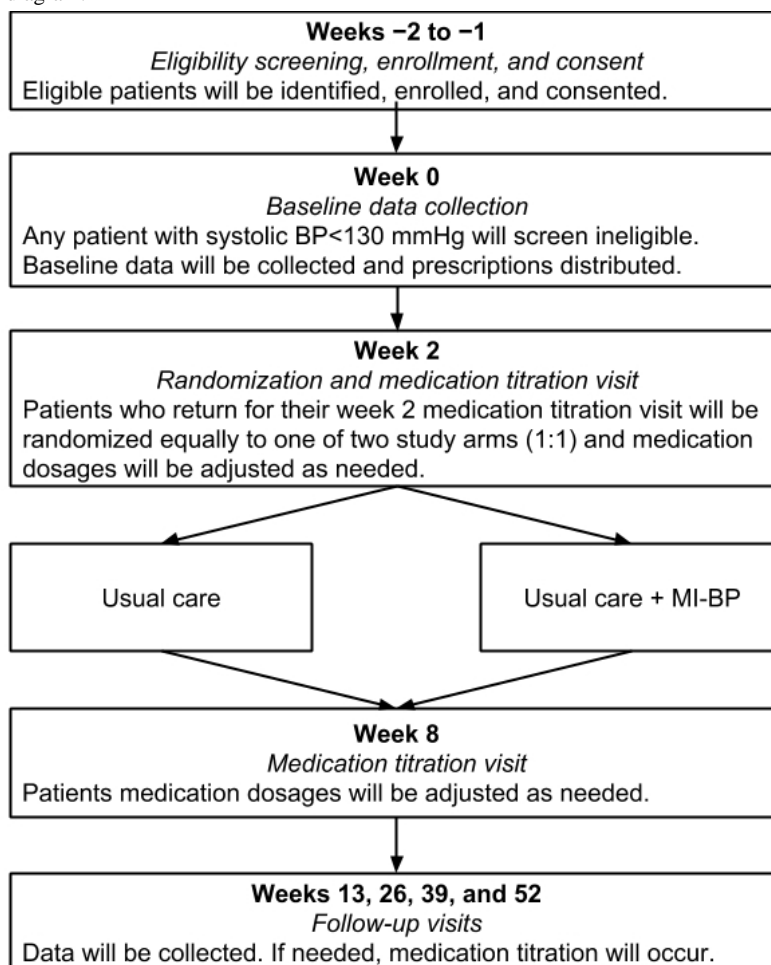 Weeks −2 to −1
Eligibility screening, enrollment, and consent
Eligible patients will be identified, enrolled, and consented.
Week 0
Baseline data collection
Any patient with systolic BP<130 mmHg will screen ineligible.
Baseline data will be collected and prescriptions distributed.
Week 2
Randomization and medication titration visit
Patients who return for their week 2 medication titration visit will be
randomized equally to one of two study arms (1:1) and medication
dosages will be adjusted as needed.
Usual care
Usual care + MI-BP
Week 8
Medication titration visit
Patients medication dosages will be adjusted as needed.
Weeks 13, 26, 39, and 52
Follow-up visits
Data will be collected. If needed, medication titration will occur.